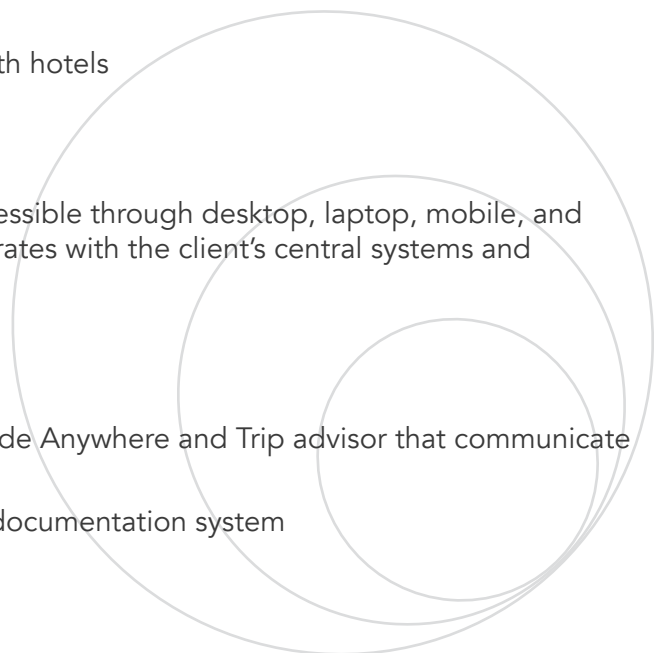 th hotels
essible through desktop, laptop, mobile, and
rates with the client's central systems and
de Anywhere and Trip advisor that communicate
documentation system